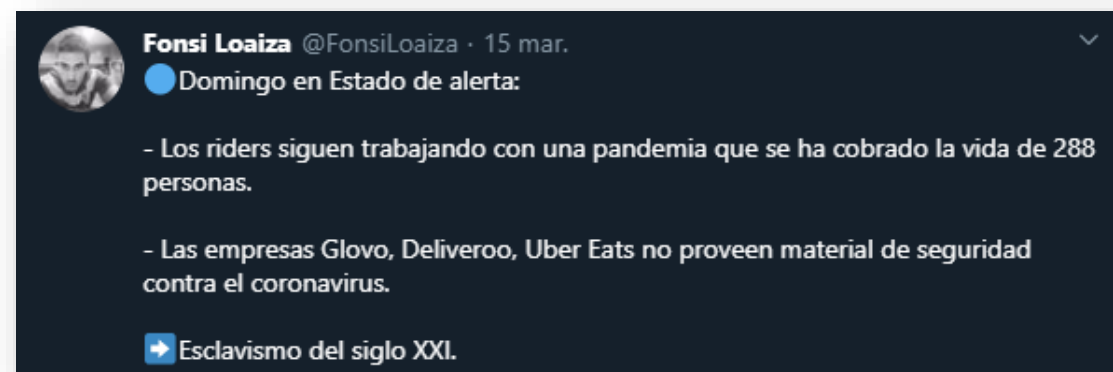 Fonsi Loaiza @FonsiLoaiza · 15 mar.
Domingo en Estado de alerta:
- Los riders siguen trabajando con una pandemia que se ha cobrado la vida de 288
personas.
- Las empresas Glovo, Deliveroo, Uber Eats no proveen material de seguridad
contra el coronavirus.
Esclavismo del siglo XXI.